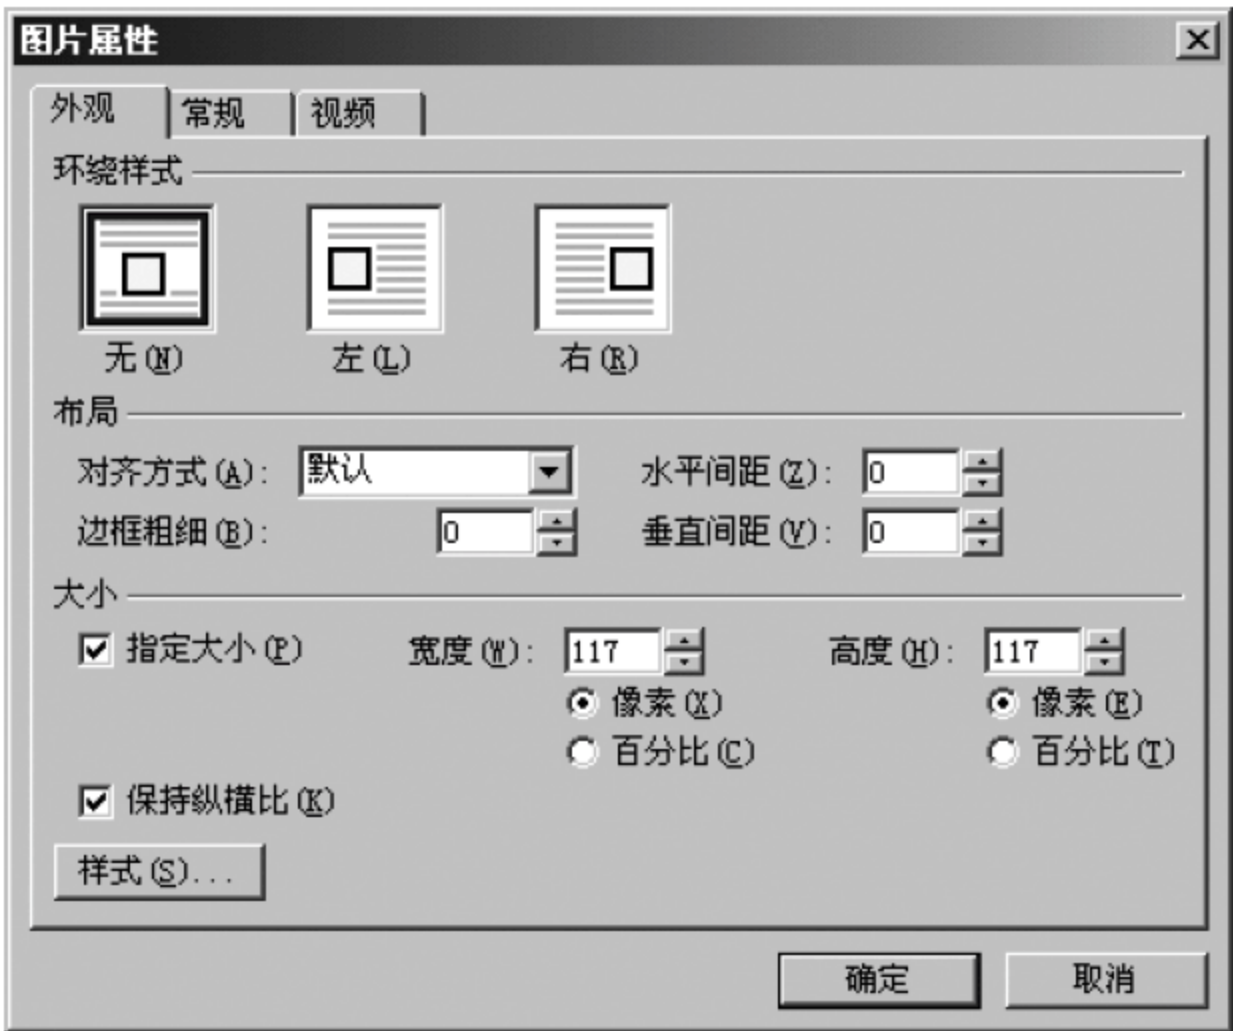 图片属性
外观 常规 视频
环绕样式
无(N) 左(L) 右(R)
布局
对齐方式(A): 默认 水平间距(Z): 0
边框粗细(B): 0 垂直间距(V): 0
大小
指定大小(P) 宽度(W): 117 高度(H): 117
像素(X) 像素(E)
百分比(C) 百分比(T)
保持纵横比(K)
样式(S)...
确定 取消